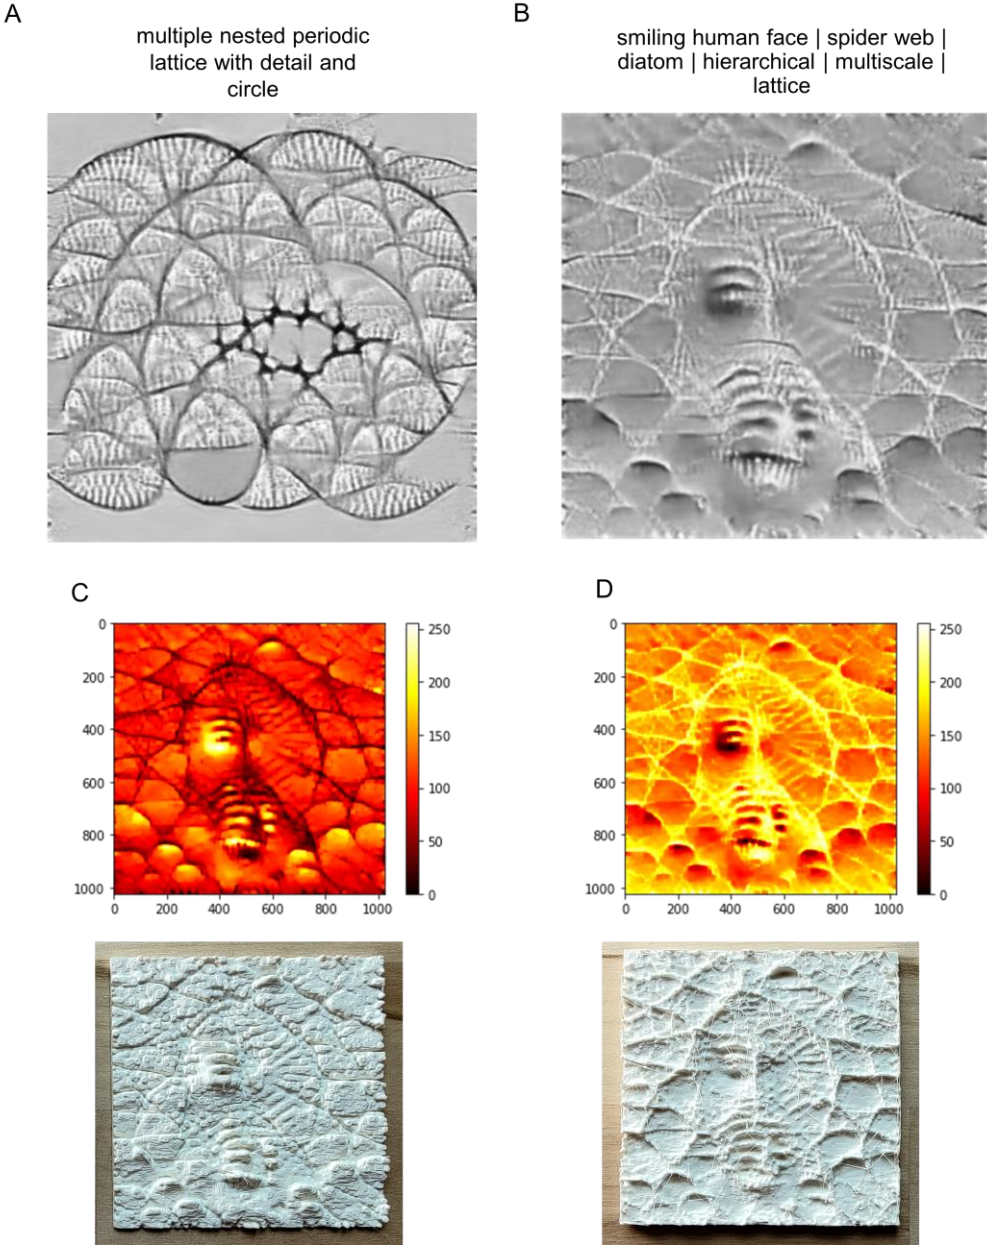 A
multiple nested periodic
lattice with detail and
circle
B
smiling human face | spider web |
diatom | hierarchical | multiscale |
lattice
C
0
200
400
600
800
1000
0 200 400 600 800 1000
250
200
150
100
50
0
D
0
200
400
600
800
1000
0 200 400 600 800 1000
250
200
150
100
50
0